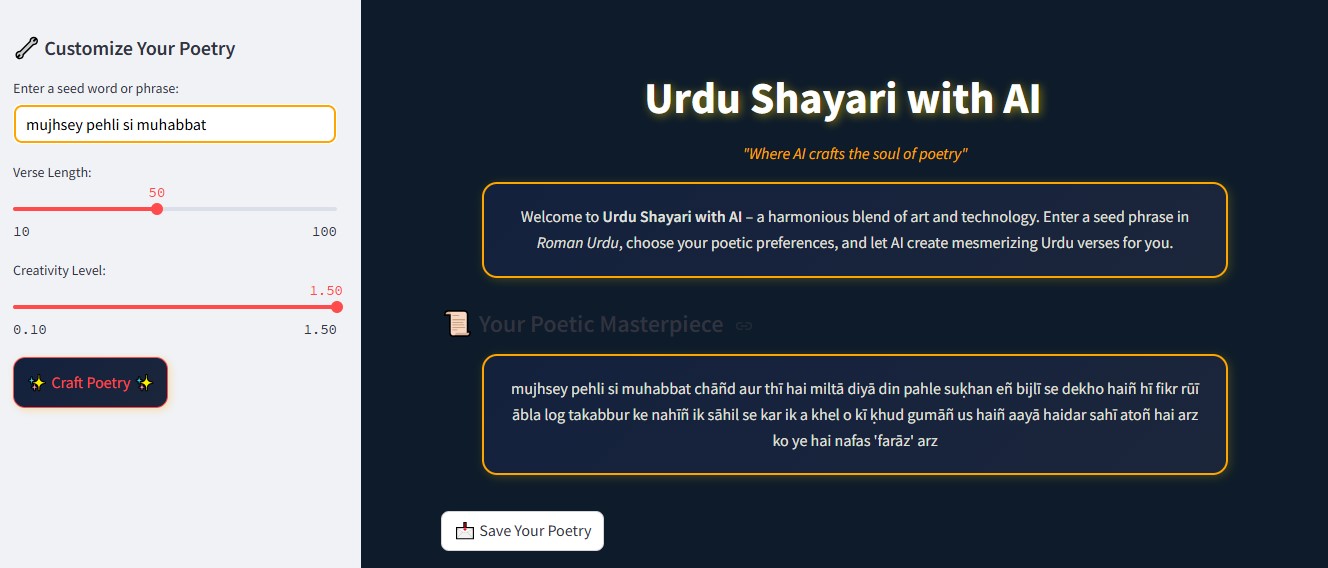 Customize Your Poetry
Enter a seed word or phrase:
mujhsey pehli si muhabbat
Verse Length:
50
10 100
Creativity Level:
1.50
0.10 1.50
✨ Craft Poetry ✨
Urdu Shayari with AI
"Where AI crafts the soul of poetry"
Welcome to Urdu Shayari with AI – a harmonious blend of art and technology. Enter a seed phrase in
Roman Urdu, choose your poetic preferences, and let AI create mesmerizing Urdu verses for you.
Your Poetic Masterpiece
mujhsey pehli si muhabbat chāñd aur thī hai miltā diyā din pahle suḳhan eñ bijlī se dekho haiñ hī fikr rūī
ābla log takabbur ke nahīñ ik sāhil se kar ik a khel o kī ḳhud gumāñ us haiñ aayā haidar sahī atoñ hai arz
ko ye hai nafas 'farāz' arz
Save Your Poetry